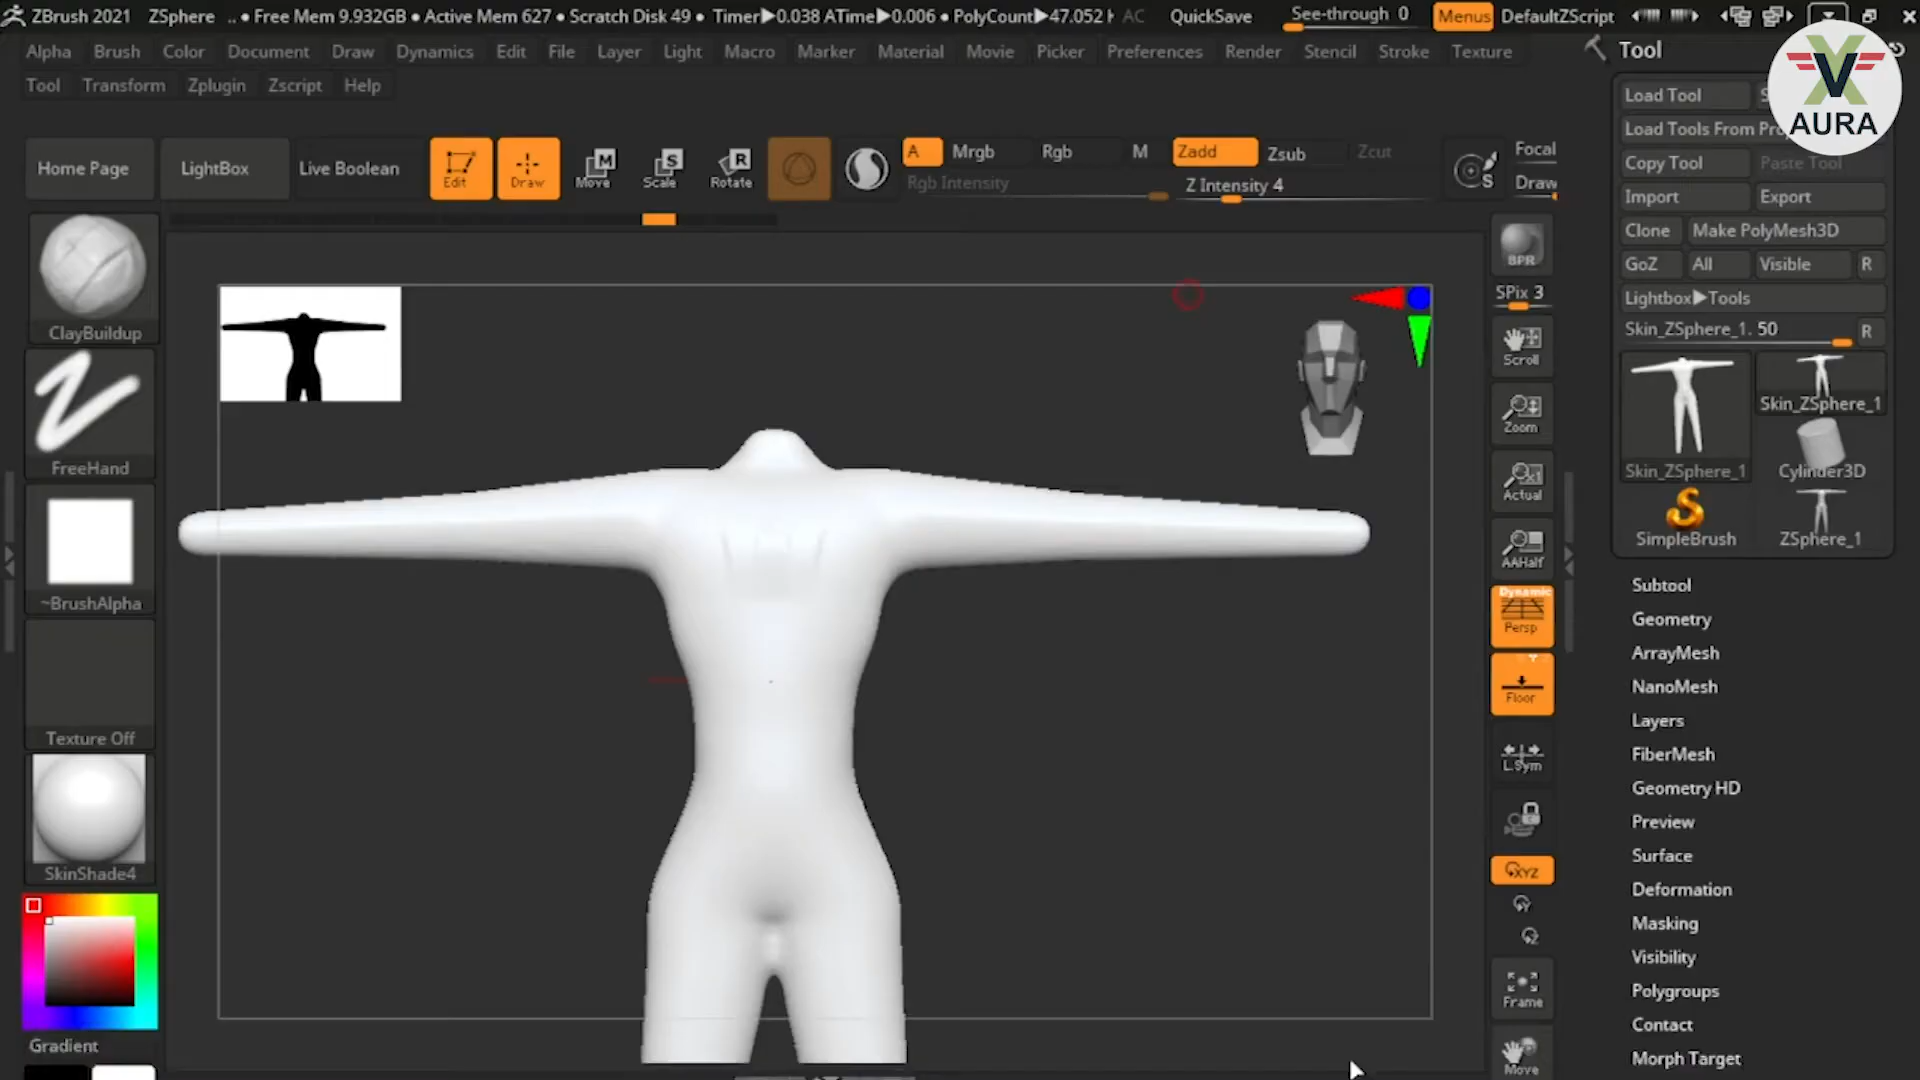 ZBrush 2021 ZSphere .. • Free Mem 9.932GB • Active Mem 627 • Scratch Disk 49 • Timer▶0.038 ATime▶0.006 • PolyCount▶47.052 AC QuickSave See-through 0 Menus DefaultZScript
Alpha Brush Color Document Draw Dynamics Edit File Layer Light Macro Marker Material Movie Picker Preferences Render Stencil Stroke Texture
Tool Transform Zplugin Zscript Help
Home Page LightBox Live Boolean Edit Draw Move Scale Rotate
M S R
A Mrgb Rgb M Zadd Zsub Zcut
Rgb Intensity Z Intensity 4
S Focal
Draw
ClayBuildup
FreeHand
~BrushAlpha
Texture Off
SkinShade4
Gradient
BPR
SPix 3
Scroll
Zoom
Actual
AAHalf
Dynamic
Persp
Floor
L.Sym
XYZ
Y
Z
Frame
Move
Tool
V AURA
Load Tool
Load Tools From Pro
Copy Tool Paste Tool
Import Export
Clone Make PolyMesh3D
GoZ All Visible R
Lightbox▶Tools
Skin_ZSphere_1. 50 R
Skin_ZSphere_1 Skin_ZSphere_1
Cylinder3D
SimpleBrush ZSphere_1
Subtool
Geometry
ArrayMesh
NanoMesh
Layers
FiberMesh
Geometry HD
Preview
Surface
Deformation
Masking
Visibility
Polygroups
Contact
Morph Target